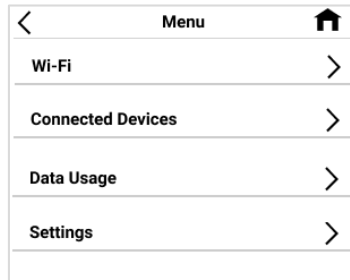 Menu
Wi-Fi
Connected Devices
Data Usage
Settings